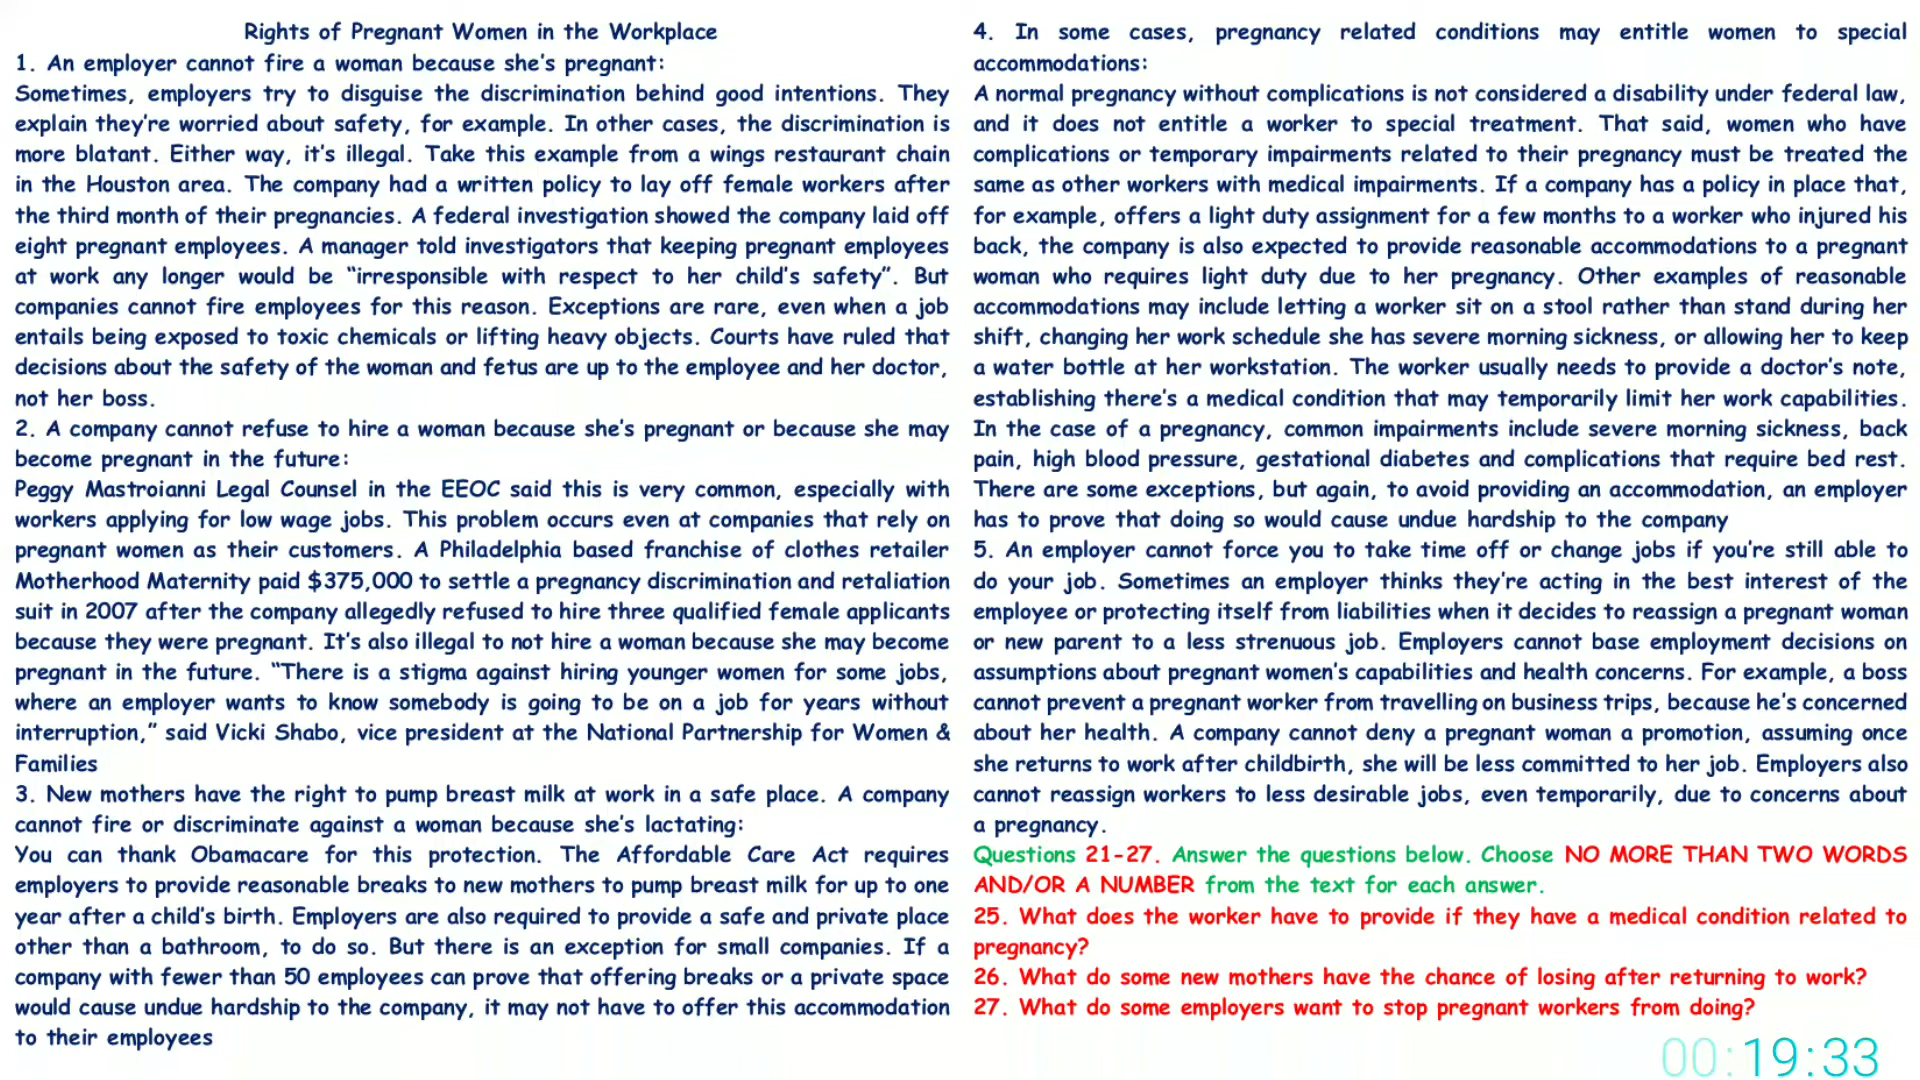 Rights of Pregnant Women in the Workplace
1. An employer cannot fire a woman because she's pregnant:
Sometimes, employers try to disguise the discrimination behind good intentions. They
explain they're worried about safety, for example. In other cases, the discrimination is
more blatant. Either way, it's illegal. Take this example from a wings restaurant chain
in the Houston area. The company had a written policy to lay off female workers after
the third month of their pregnancies. A federal investigation showed the company laid off
eight pregnant employees. A manager told investigators that keeping pregnant employees
at work any longer would be "irresponsible with respect to her child's safety". But
companies cannot fire employees for this reason. Exceptions are rare, even when a job
entails being exposed to toxic chemicals or lifting heavy objects. Courts have ruled that
decisions about the safety of the woman and fetus are up to the employee and her doctor,
not her boss.
2. A company cannot refuse to hire a woman because she's pregnant or because she may
become pregnant in the future:
Peggy Mastroianni Legal Counsel in the EEOC said this is very common, especially with
workers applying for low wage jobs. This problem occurs even at companies that rely on
pregnant women as their customers. A Philadelphia based franchise of clothes retailer
Motherhood Maternity paid $375,000 to settle a pregnancy discrimination and retaliation
suit in 2007 after the company allegedly refused to hire three qualified female applicants
because they were pregnant. It's also illegal to not hire a woman because she may become
pregnant in the future. "There is a stigma against hiring younger women for some jobs,
where an employer wants to know somebody is going to be on a job for years without
interruption," said Vicki Shabo, vice president at the National Partnership for Women &
Families
3. New mothers have the right to pump breast milk at work in a safe place. A company
cannot fire or discriminate against a woman because she's lactating:
You can thank Obamacare for this protection. The Affordable Care Act requires
employers to provide reasonable breaks to new mothers to pump breast milk for up to one
year after a child's birth. Employers are also required to provide a safe and private place
other than a bathroom, to do so. But there is an exception for small companies. If a
company with fewer than 50 employees can prove that offering breaks or a private space
would cause undue hardship to the company, it may not have to offer this accommodation
to their employees
4. In some cases, pregnancy related conditions may entitle women to special
accommodations:
A normal pregnancy without complications is not considered a disability under federal law,
and it does not entitle a worker to special treatment. That said, women who have
complications or temporary impairments related to their pregnancy must be treated the
same as other workers with medical impairments. If a company has a policy in place that,
for example, offers a light duty assignment for a few months to a worker who injured his
back, the company is also expected to provide reasonable accommodations to a pregnant
woman who requires light duty due to her pregnancy. Other examples of reasonable
accommodations may include letting a worker sit on a stool rather than stand during her
shift, changing her work schedule she has severe morning sickness, or allowing her to keep
a water bottle at her workstation. The worker usually needs to provide a doctor's note,
establishing there's a medical condition that may temporarily limit her work capabilities.
In the case of a pregnancy, common impairments include severe morning sickness, back
pain, high blood pressure, gestational diabetes and complications that require bed rest.
There are some exceptions, but again, to avoid providing an accommodation, an employer
has to prove that doing so would cause undue hardship to the company
5. An employer cannot force you to take time off or change jobs if you're still able to
do your job. Sometimes an employer thinks they're acting in the best interest of the
employee or protecting itself from liabilities when it decides to reassign a pregnant woman
or new parent to a less strenuous job. Employers cannot base employment decisions on
assumptions about pregnant women's capabilities and health concerns. For example, a boss
cannot prevent a pregnant worker from travelling on business trips, because he's concerned
about her health. A company cannot deny a pregnant woman a promotion, assuming once
she returns to work after childbirth, she will be less committed to her job. Employers also
cannot reassign workers to less desirable jobs, even temporarily, due to concerns about
a pregnancy.
Questions 21-27. Answer the questions below. Choose NO MORE THAN TWO WORDS
AND/OR A NUMBER from the text for each answer.
25. What does the worker have to provide if they have a medical condition related to
pregnancy?
26. What do some new mothers have the chance of losing after returning to work?
27. What do some employers want to stop pregnant workers from doing?
00:19:33